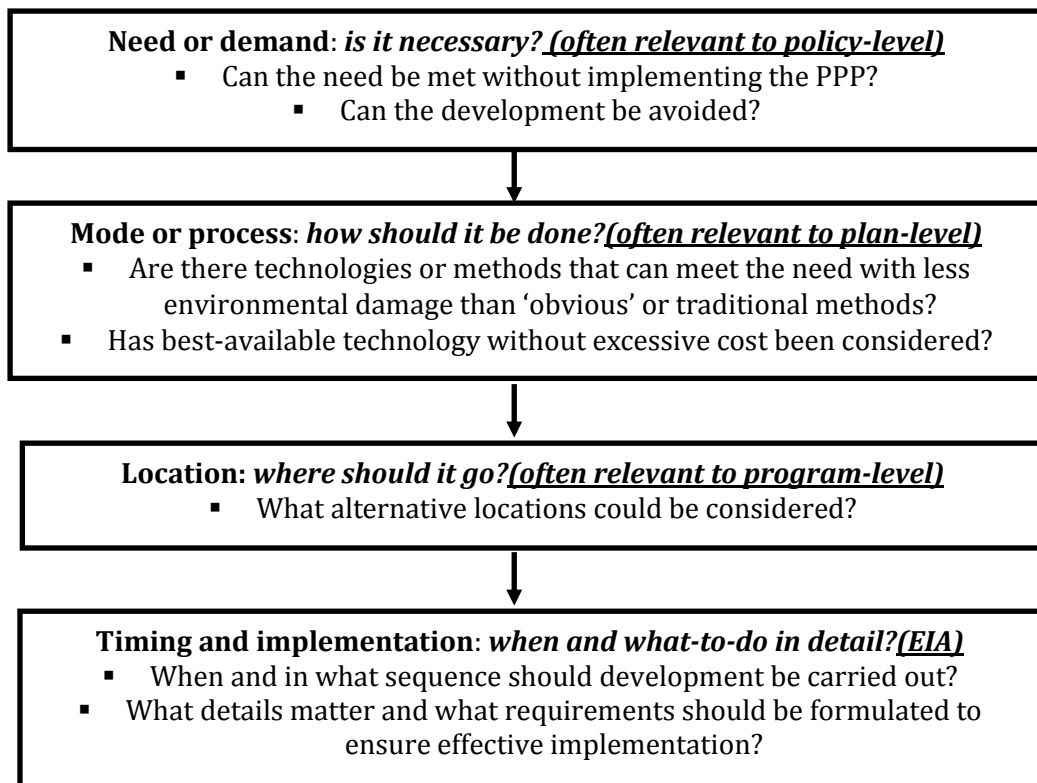 Need or demand: is it necessary? (often relevant to policy-level)
▪ Can the need be met without implementing the PPP?
▪ Can the development be avoided?
Mode or process: how should it be done?(often relevant to plan-level)
▪ Are there technologies or methods that can meet the need with less
environmental damage than ‘obvious’ or traditional methods?
▪ Has best-available technology without excessive cost been considered?
Location: where should it go?(often relevant to program-level)
▪ What alternative locations could be considered?
Timing and implementation: when and what-to-do in detail?(EIA)
▪ When and in what sequence should development be carried out?
▪ What details matter and what requirements should be formulated to
ensure effective implementation?